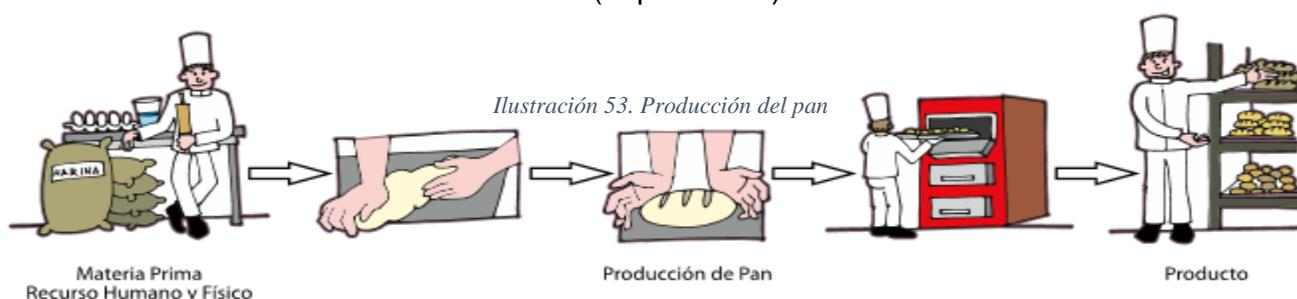 Ilustración 53. Producción del pan
HARINA
Materia Prima
Recurso Humano y Físico
Producción de Pan
Producto